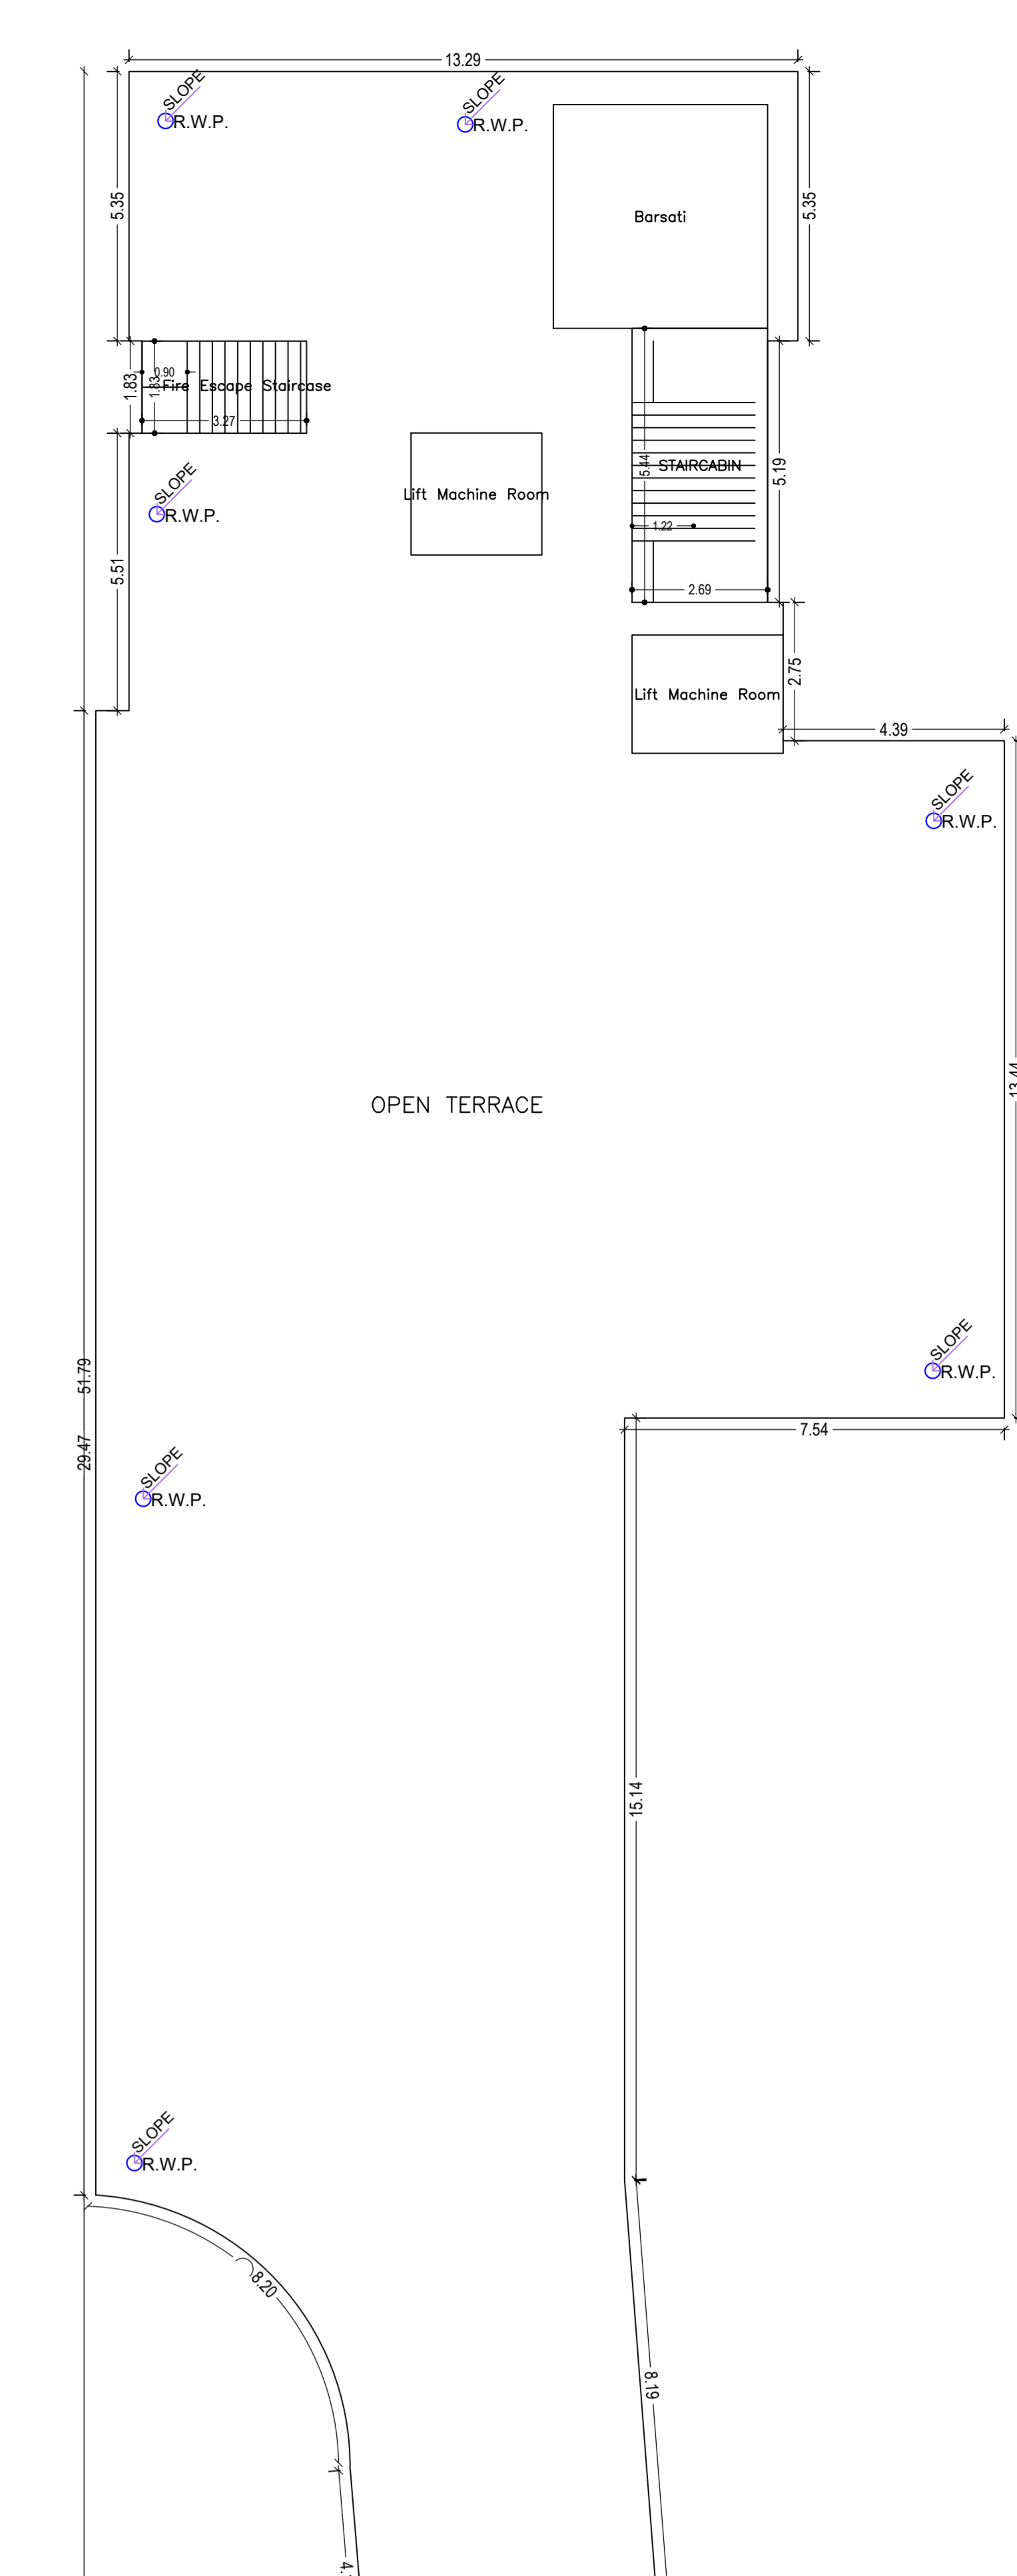 13.29
SLOPE
R.W.P.
SLOPE
R.W.P.
5.35
Barsati
5.35
1.83
1.83
0.90
Fire Escape Staircase
3.27
5.44
STAIRCABIN
5.19
Lift Machine Room
SLOPE
R.W.P.
1.22
5.51
2.69
2.75
Lift Machine Room
4.39
SLOPE
R.W.P.
13.44
OPEN TERRACE
SLOPE
R.W.P.
51.79
7.54
29.47
SLOPE
R.W.P.
15.14
SLOPE
R.W.P.
8.20
8.19